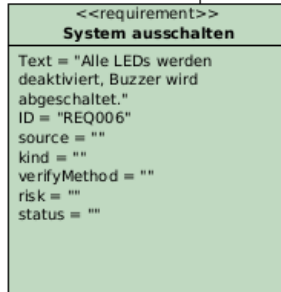 <<requirement>>
System ausschalten
Text = "Alle LEDs werden
deaktiviert, Buzzer wird
abgeschaltet."
ID = "REQ006"
source = ""
kind = ""
verifyMethod = ""
risk = ""
status = ""